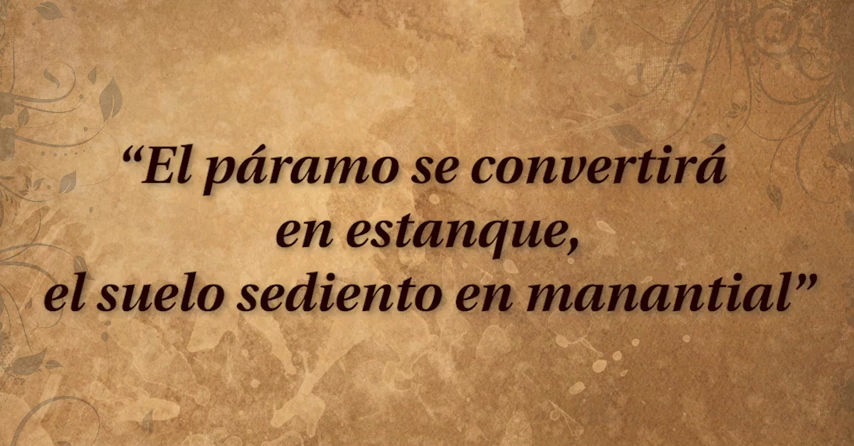 “El páramo se convertirá
en estanque,
el suelo sediento en manantial”